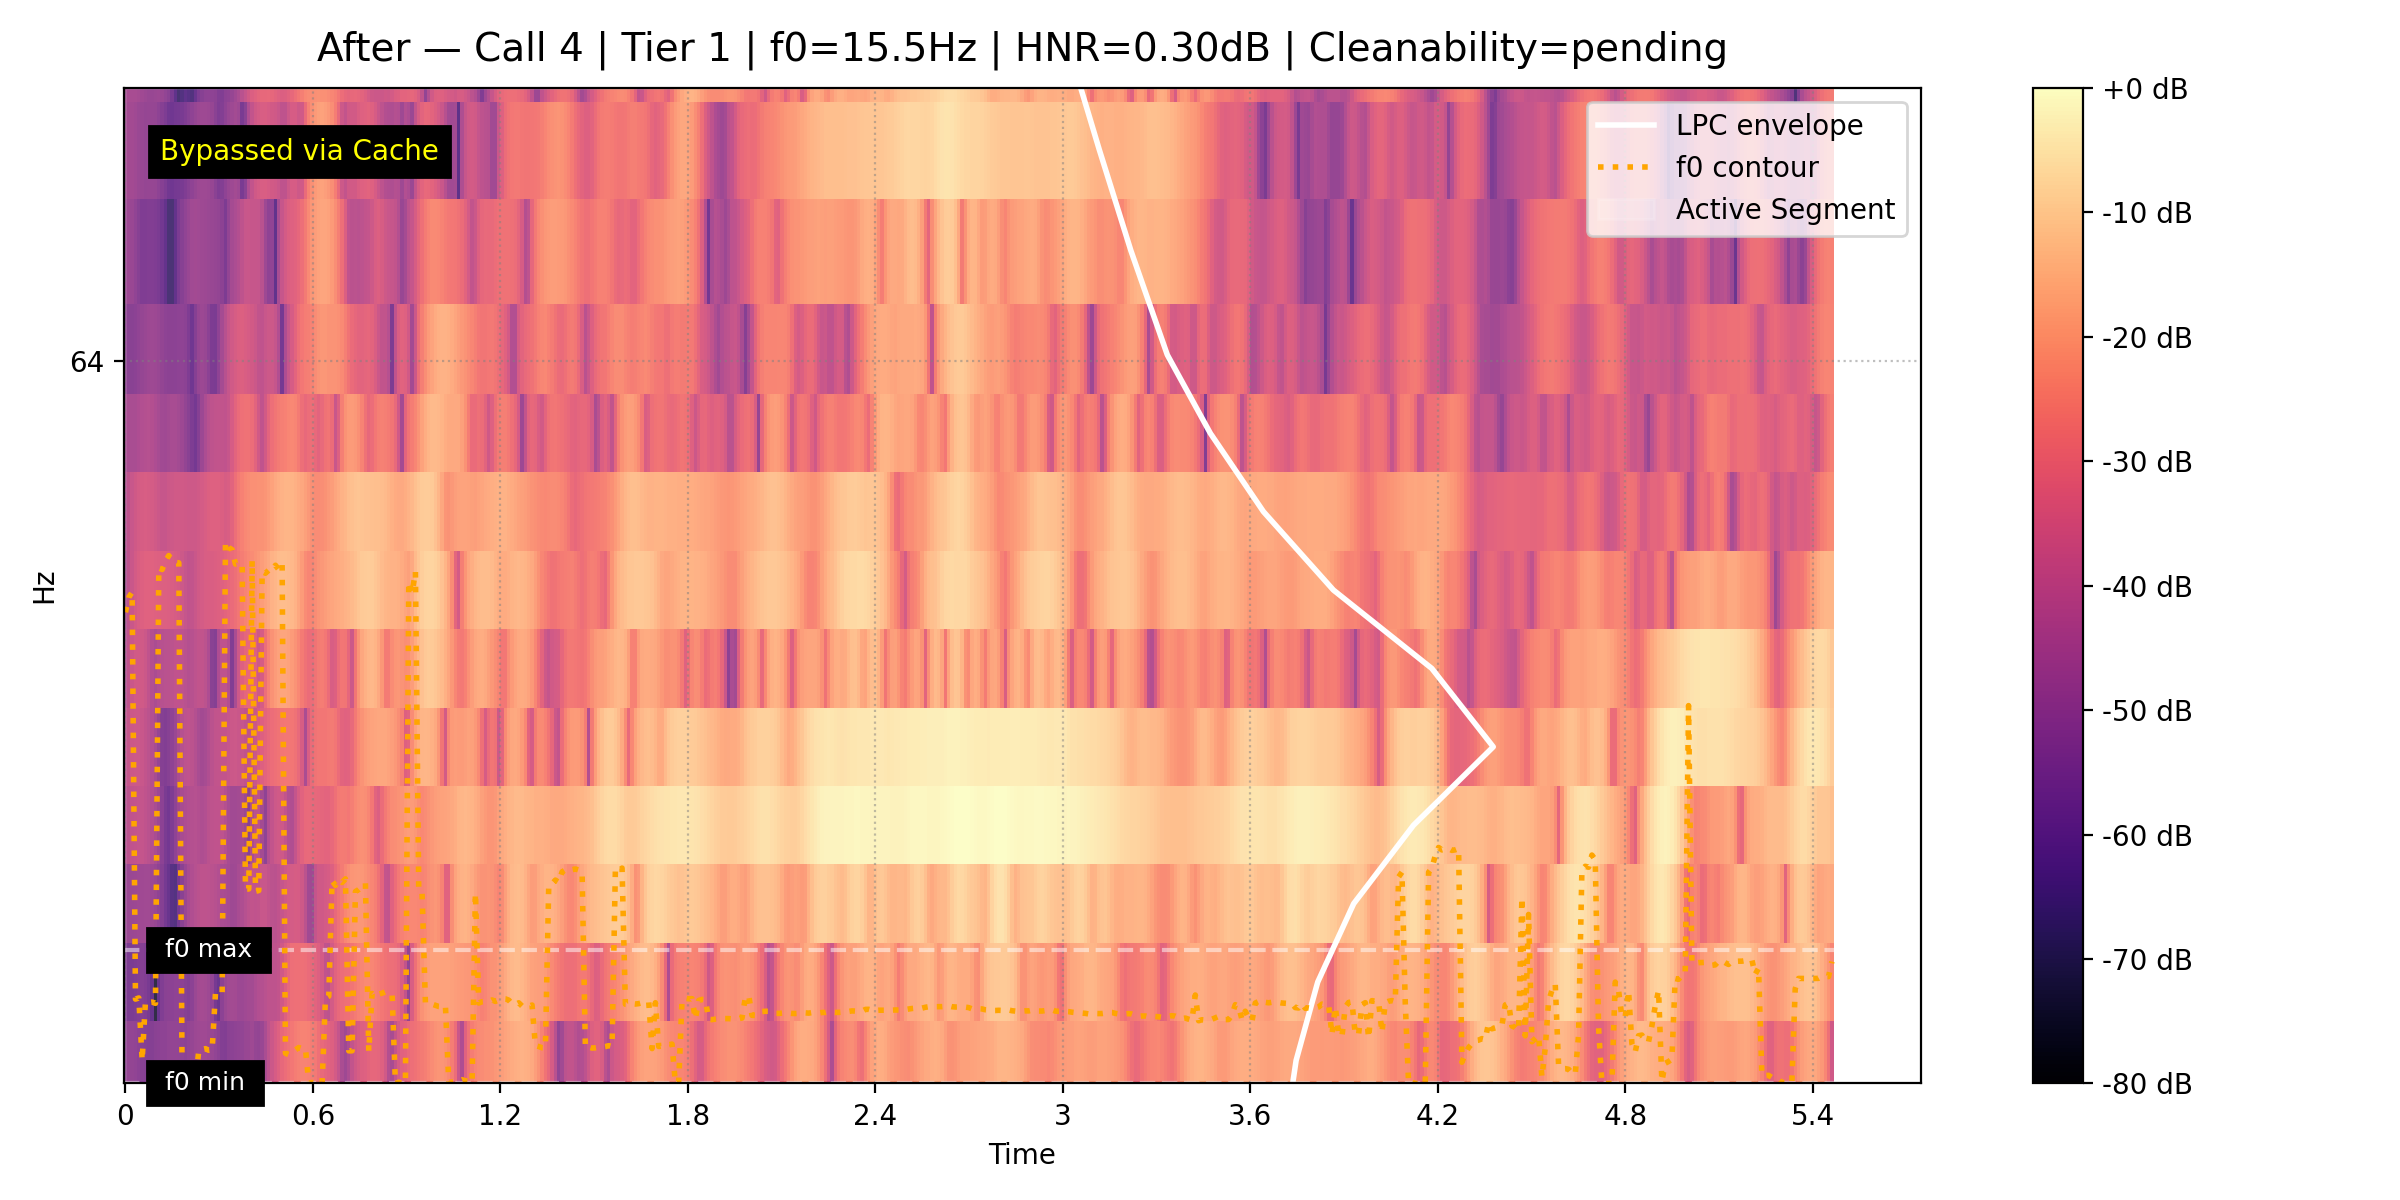 After — Call 4 | Tier 1 | f0=15.5Hz | HNR=0.30dB | Cleanability=pending
Bypassed via Cache
LPC envelope
f0 contour
Active Segment
64
Hz
f0 max
f0 min
0 0.6 1.2 1.8 2.4 3 3.6 4.2 4.8 5.4
Time
+0 dB
-10 dB
-20 dB
-30 dB
-40 dB
-50 dB
-60 dB
-70 dB
-80 dB